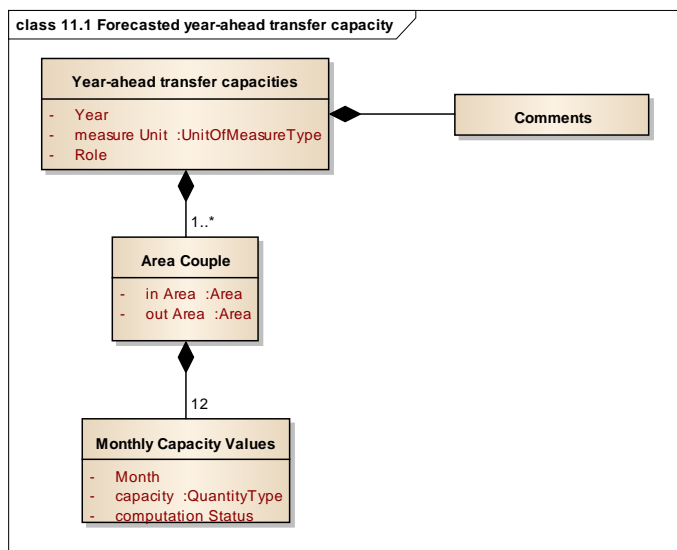 class 11.1 Forecasted year-ahead transfer capacity
Year-ahead transfer capacities
- Year
- measure Unit :UnitOfMeasureType
- Role
Comments
1..*
Area Couple
- in Area :Area
- out Area :Area
12
Monthly Capacity Values
- Month
- capacity :QuantityType
- computation Status